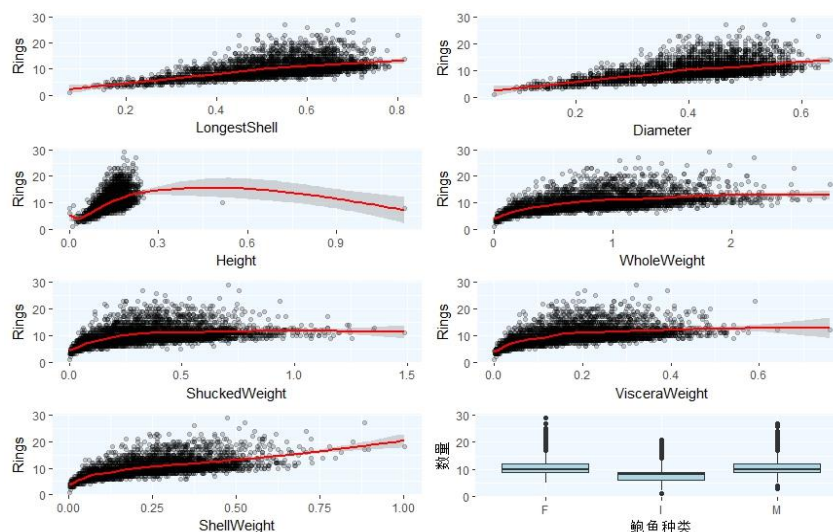 Rings
30
20
10
0
0.2 0.4 0.6 0.8
LongestShell
Rings
30
20
10
0
0.2 0.4 0.6
Diameter
Rings
30
20
10
0
0.0 0.3 0.6 0.9
Height
Rings
30
20
10
0
0 1 2
WholeWeight
Rings
30
20
10
0
0.0 0.5 1.0 1.5
ShuckedWeight
Rings
30
20
10
0
0.0 0.2 0.4 0.6
VisceraWeight
Rings
30
20
10
0
0.00 0.25 0.50 0.75 1.00
ShellWeight
数量
30
20
10
0
F I M
鲍鱼种类